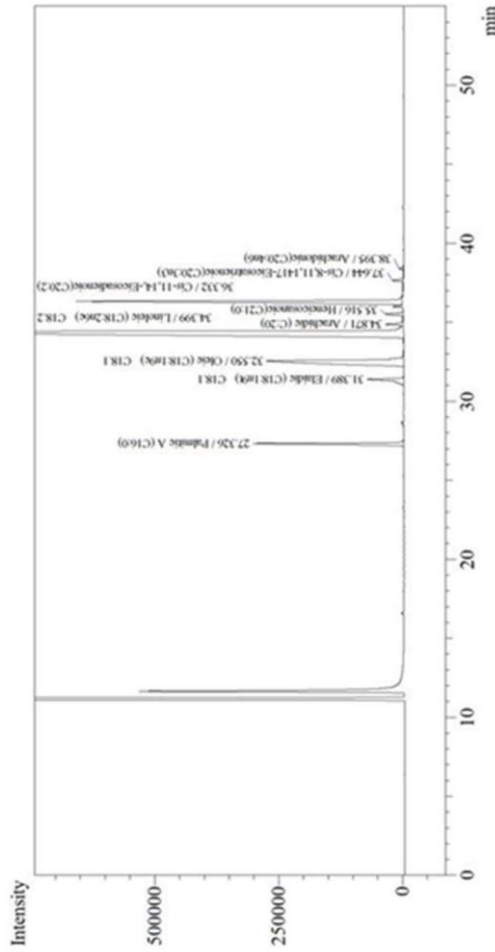 Intensity
500000
250000
0
27.326 / Palmitic A (C16:0)
31.389 / Elaidic (C18:1n9t) C18.1
32.550 / Oleic (C18:1n9c) C18.1
34.399 / Linoleic (C18:2n6c) C18.2
34.871 / Arachidic (C:20)
35.516 / Heneicosanoic (C21:0)
36.332 / Cis-11,14-Eicosadienoic(C20:2)
37.644 / Cis-8,11,1417-Eicosatrienoic(C20:3n3)
38.395 / Arachidonic(C20:4n6)
0
10
20
30
40
50
min